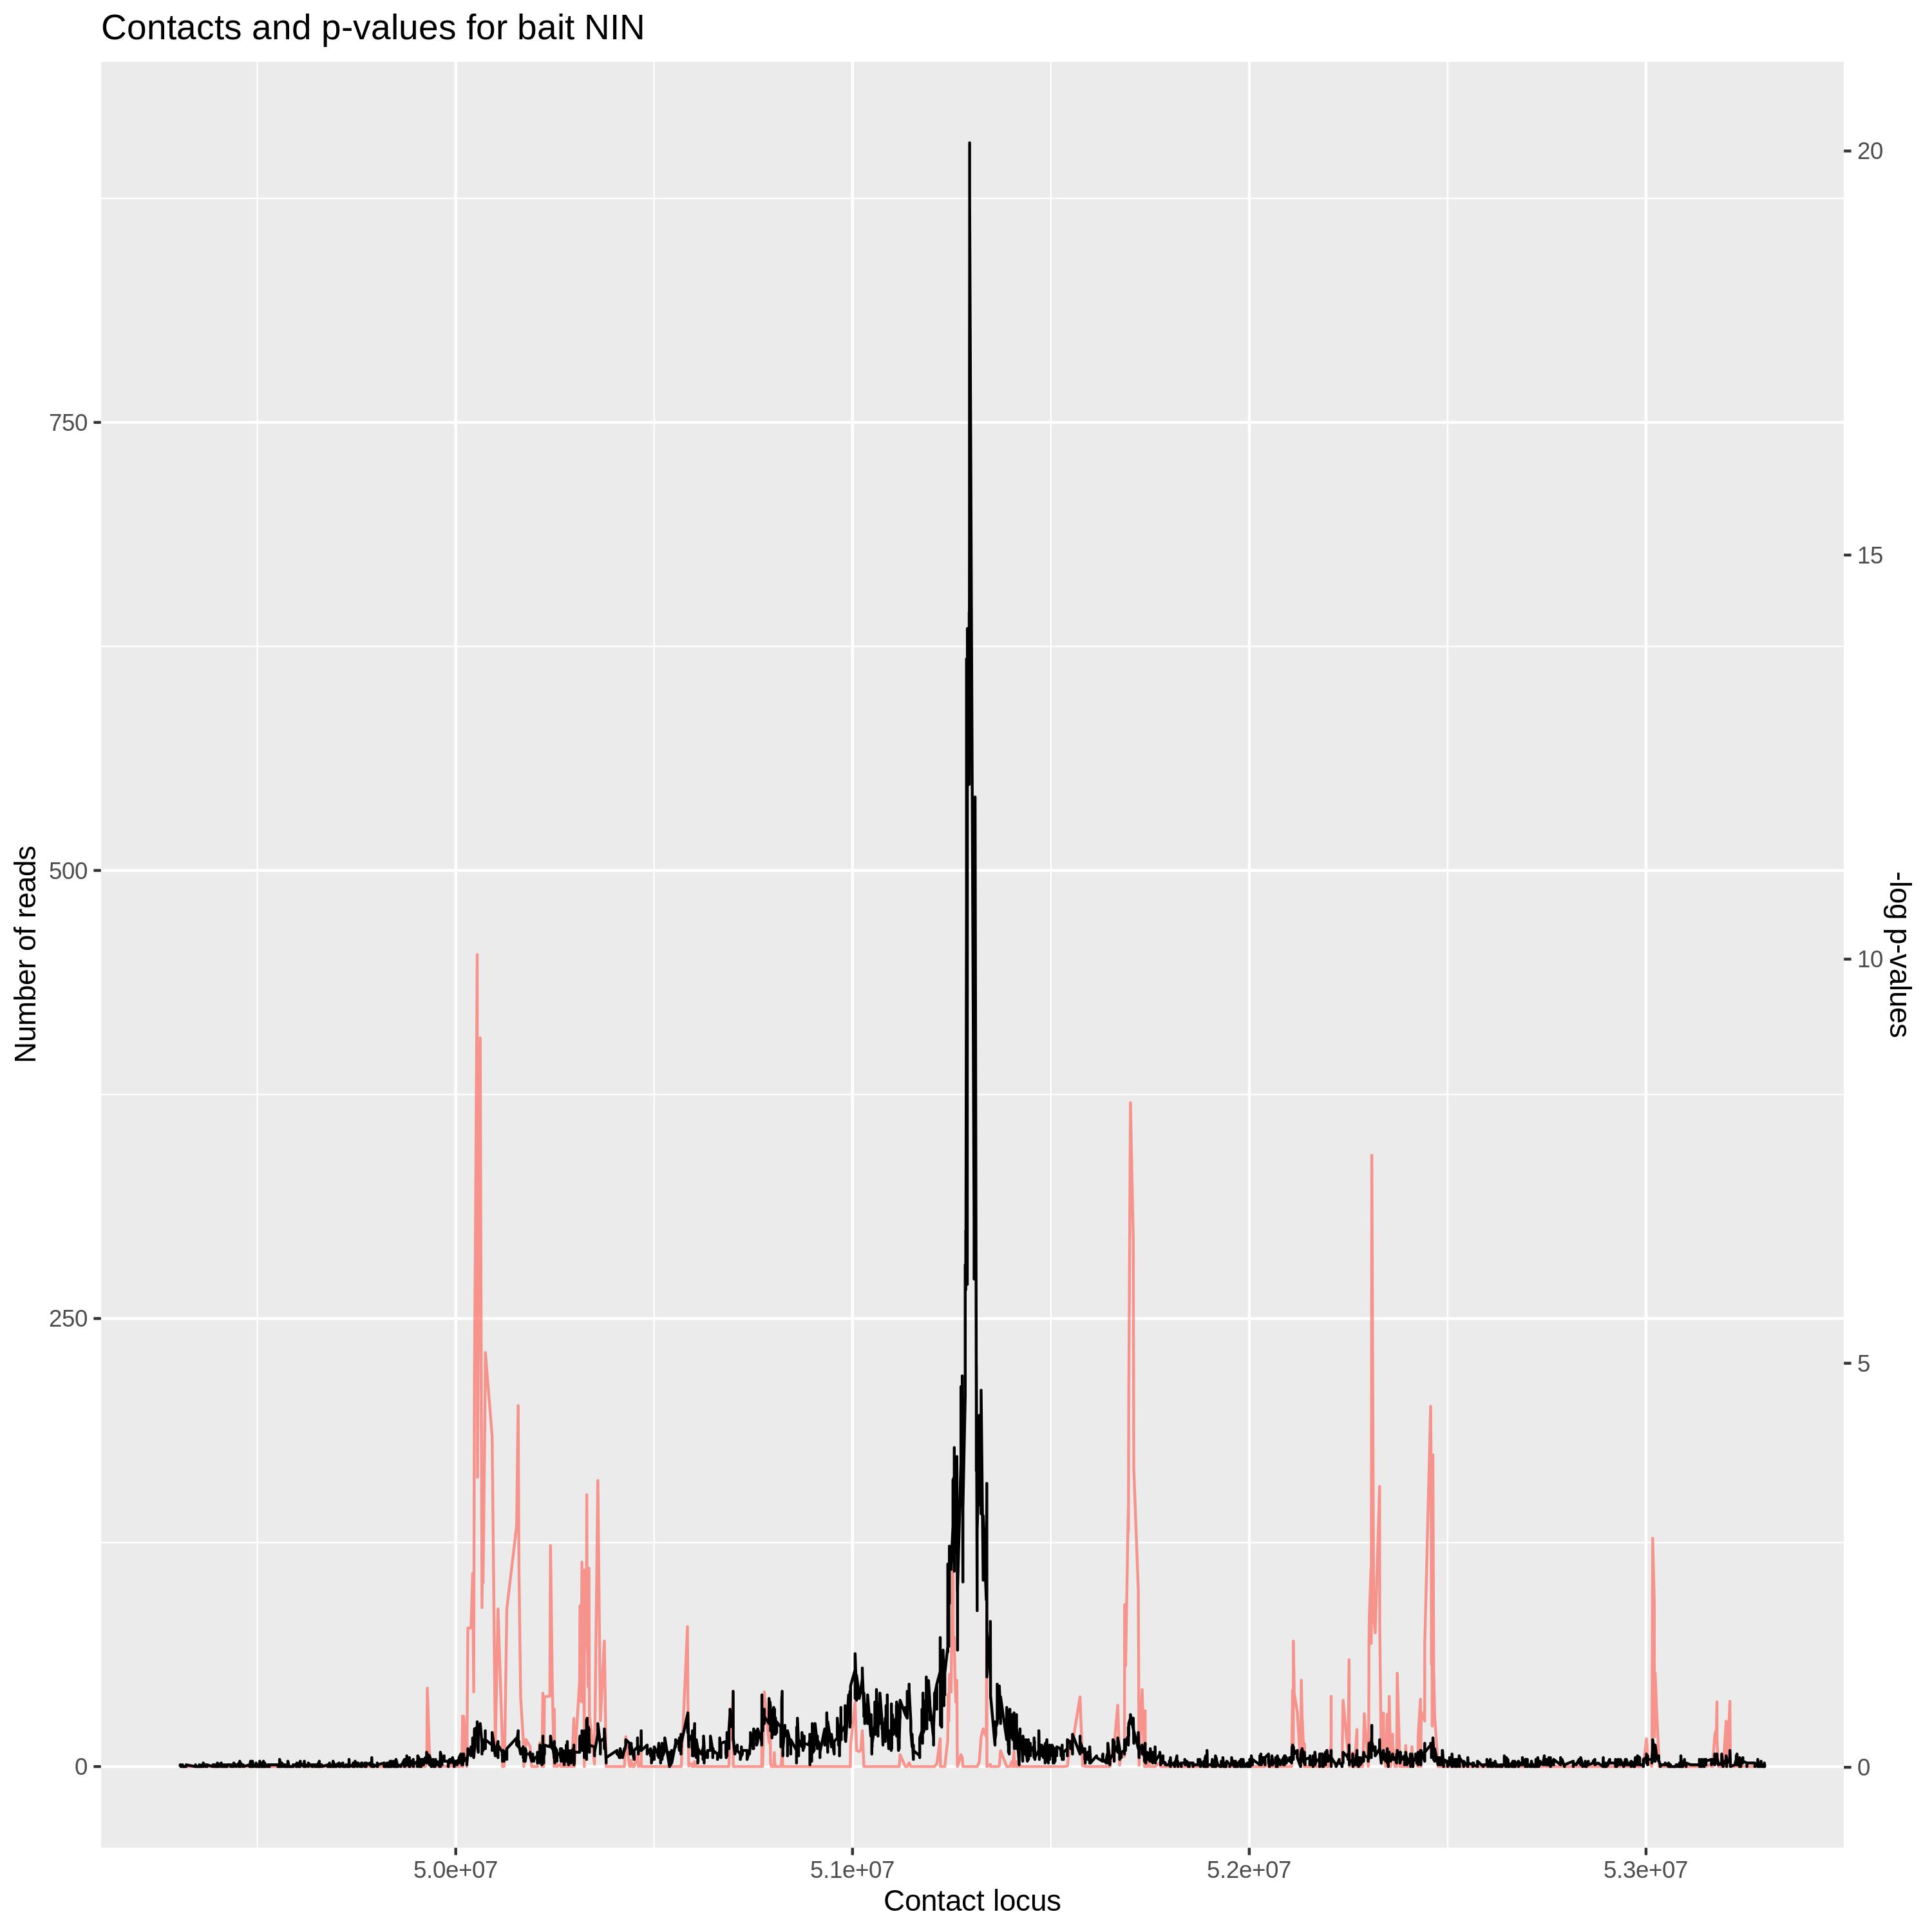 Contacts and p-values for bait NIN
Number of reads
750
500
250
0
20
15
10
5
0
-log p-values
5.0e+07
5.1e+07
5.2e+07
5.3e+07
Contact locus